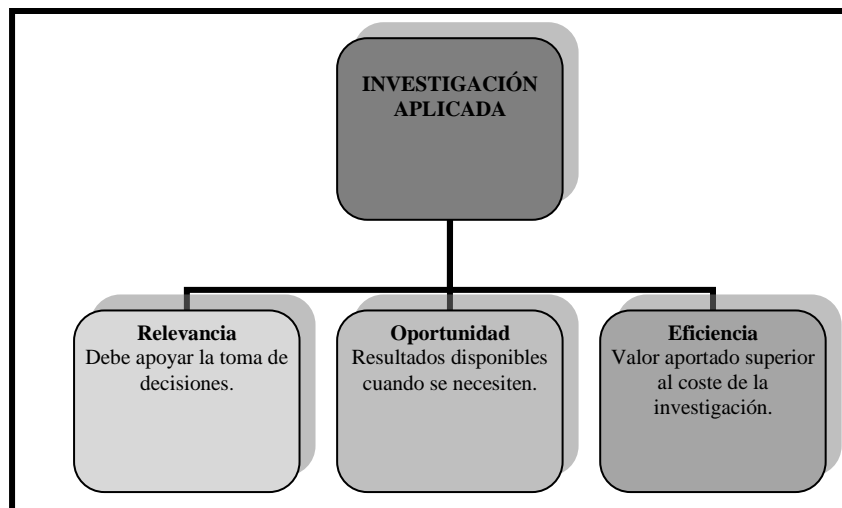 INVESTIGACIÓN
APLICADA
Relevancia
Debe apoyar la toma de
decisiones.
Oportunidad
Resultados disponibles
cuando se necesiten.
Eficiencia
Valor aportado superior
al coste de la
investigación.